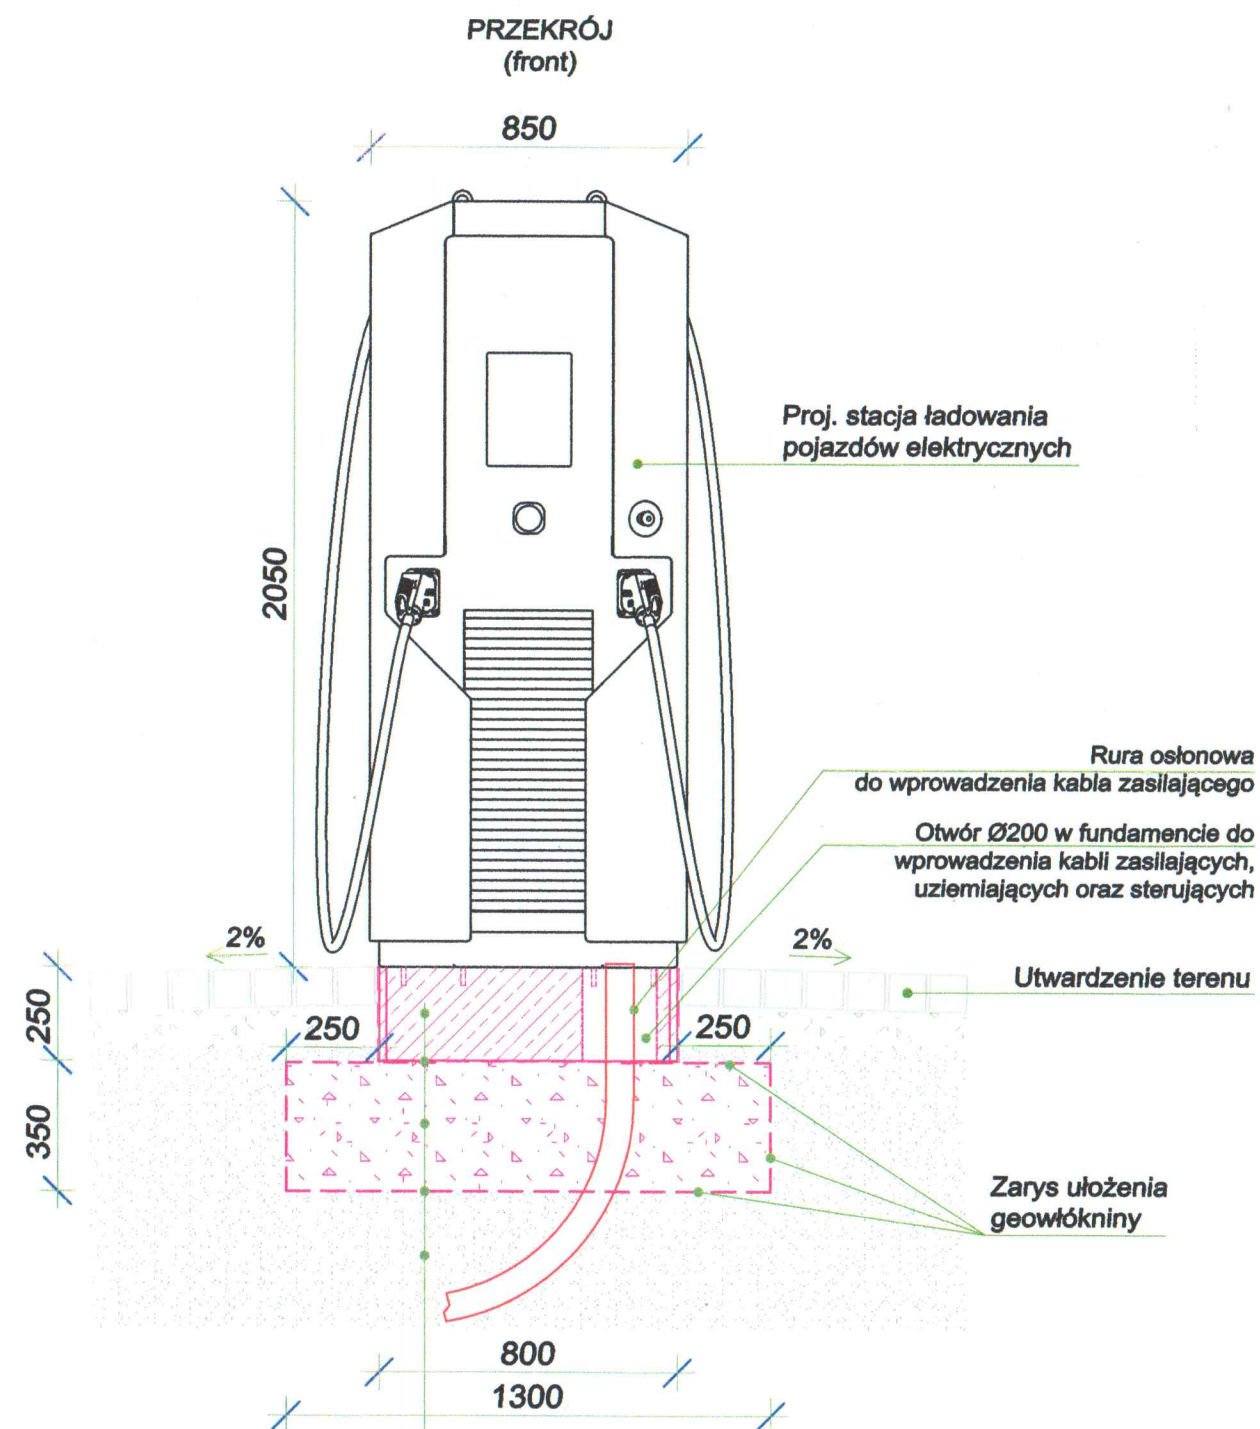 PRZEKRÓJ
(front)
850
2050
Proj. stacja ładowania
pojazdów elektrycznych
Rura osłonowa
do wprowadzenia kabla zasilającego
Otwór Ø200 w fundamencie do
wprowadzenia kabli zasilających,
uziemiających oraz sterujących
2%
2%
Utwardzenie terenu
250
250
250
350
Zarys ułożenia
geowłókniny
800
1300